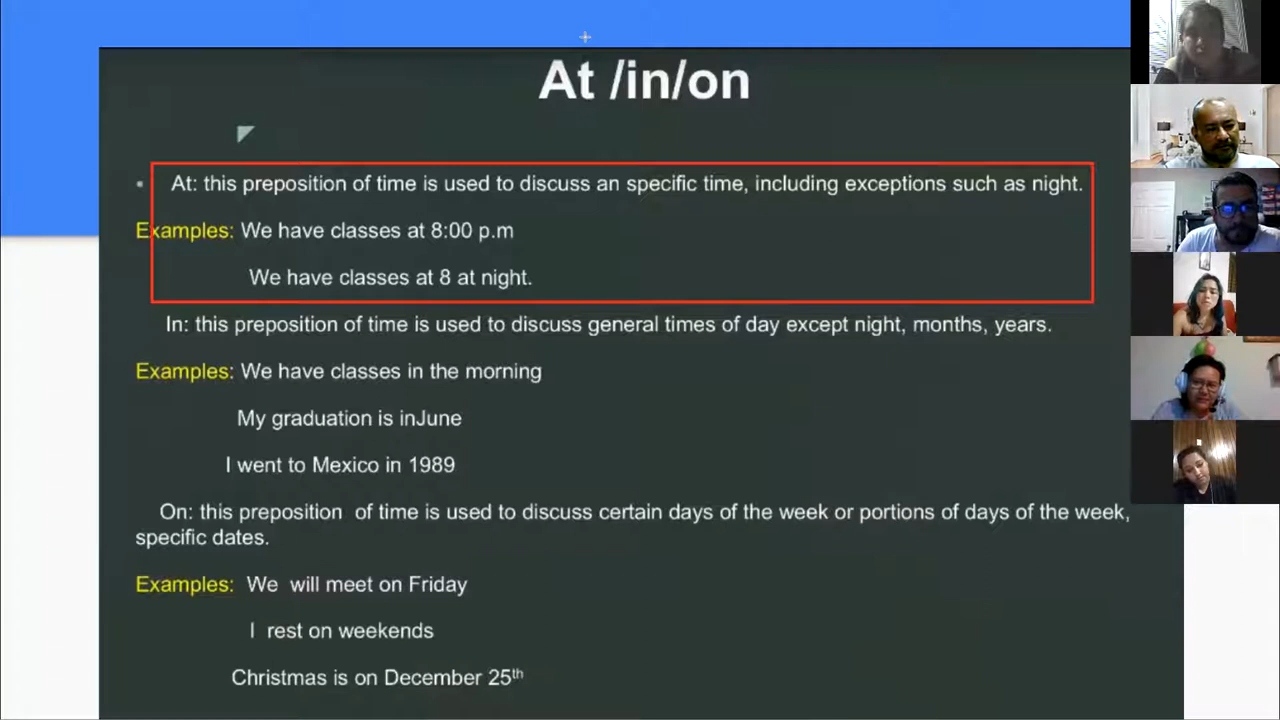 At /in/on
• At: this preposition of time is used to discuss an specific time, including exceptions such as night.
Examples: We have classes at 8:00 p.m
We have classes at 8 at night.
In: this preposition of time is used to discuss general times of day except night, months, years.
Examples: We have classes in the morning
My graduation is inJune
I went to Mexico in 1989
On: this preposition of time is used to discuss certain days of the week or portions of days of the week,
specific dates.
Examples: We will meet on Friday
I rest on weekends
Christmas is on December 25th